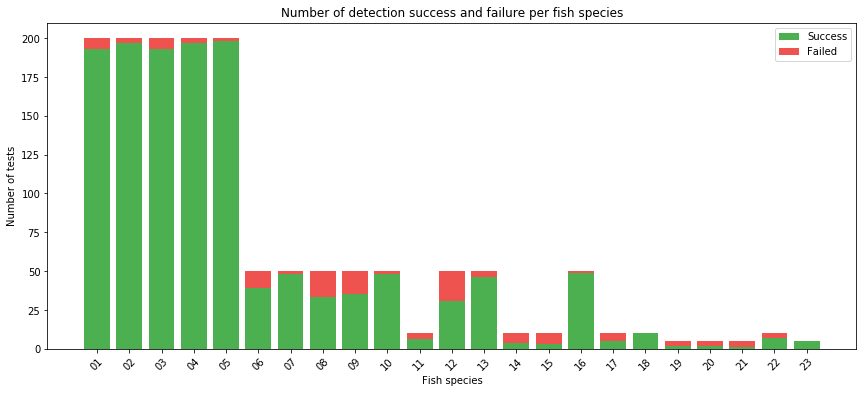 Number of detection success and failure per fish species
Success
Failed
Number of tests
200
175
150
125
100
75
50
25
0
01 02 03 04 05 06 07 08 09 10 11 12 13 14 15 16 17 18 19 20 21 22 23
Fish species